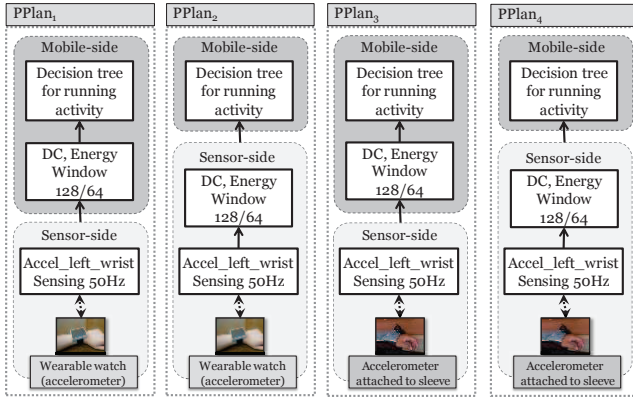 PPlan1
Mobile-side
Decision tree
for running
activity
DC, Energy
Window
128/64
Sensor-side
Accel_left_wrist
Sensing 50Hz
Wearable watch
(accelerometer)
PPlan2
Mobile-side
Decision tree
for running
activity
Sensor-side
DC, Energy
Window
128/64
Accel_left_wrist
Sensing 50Hz
Wearable watch
(accelerometer)
PPlan3
Mobile-side
Decision tree
for running
activity
DC, Energy
Window
128/64
Sensor-side
Accel_left_wrist
Sensing 50Hz
Accelerometer
attached to sleeve
PPlan4
Mobile-side
Decision tree
for running
activity
Sensor-side
DC, Energy
Window
128/64
Accel_left_wrist
Sensing 50Hz
Accelerometer
attached to sleeve